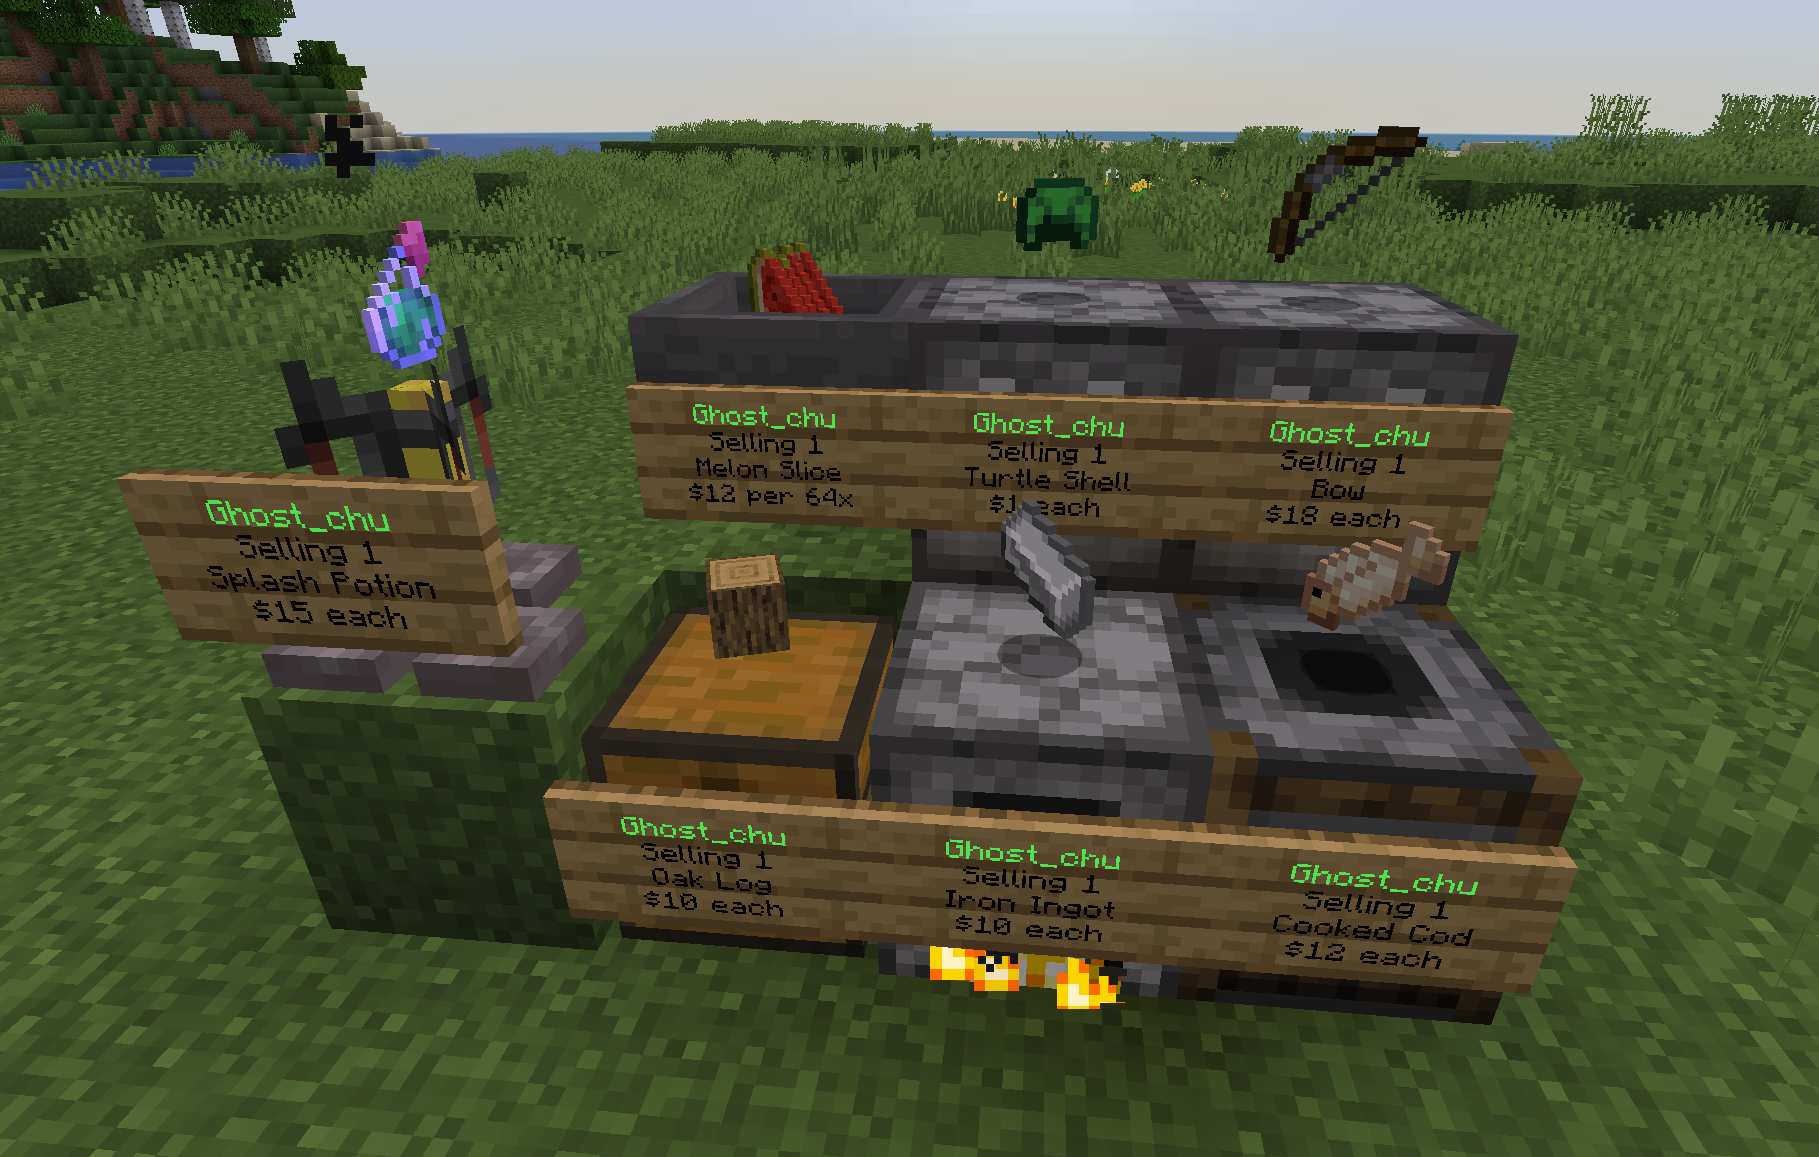 Ghost_chu
Selling 1
Melon Slice
$12 per 64x
Ghost_chu
Selling 1
Turtle Shell
$1 each
Ghost_chu
Selling 1
Bow
$18 each
Ghost_chu
Selling 1
Splash Potion
$15 each
Ghost_chu
Selling 1
Oak Log
$10 each
Ghost_chu
Selling 1
Iron Ingot
$10 each
Ghost_chu
Selling 1
Cooked Cod
$12 each